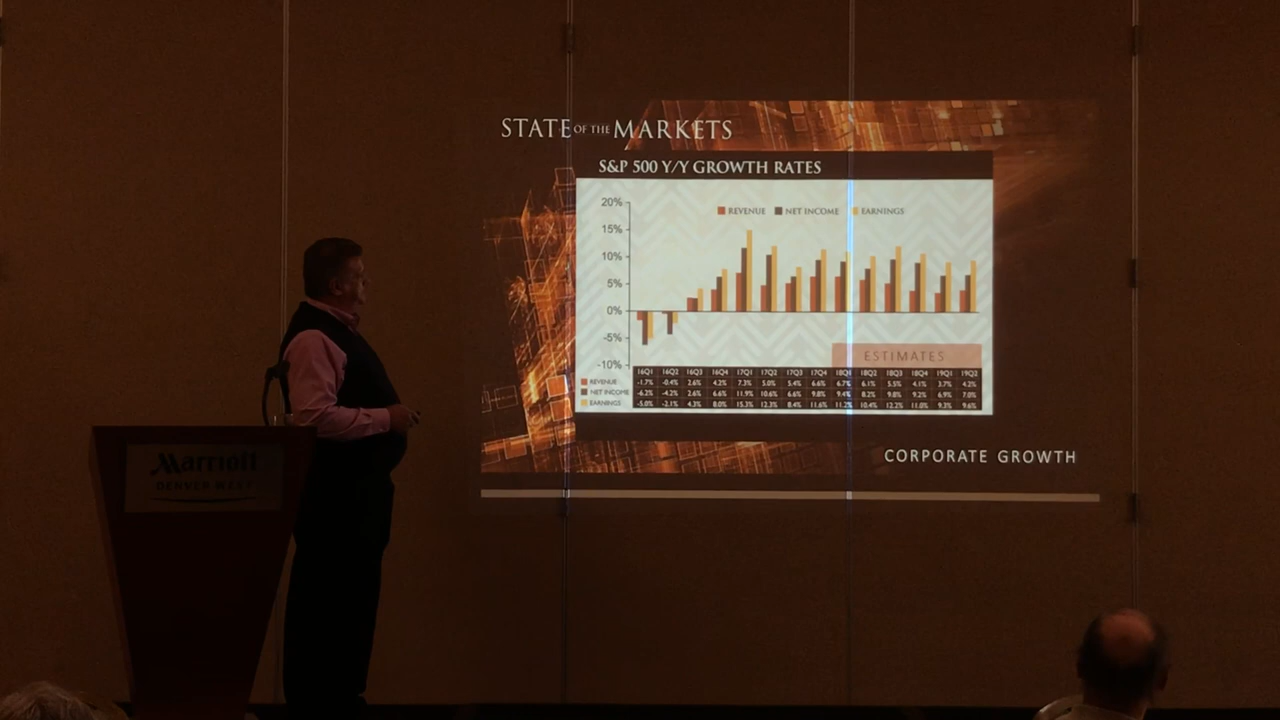 STATE OF THE MARKETS
S&P 500 Y/Y GROWTH RATES
REVENUE NET INCOME EARNINGS
20%
15%
10%
5%
0%
-5%
-10%
ESTIMATES
16Q1 16Q2 16Q3 16Q4 17Q1 17Q2 17Q3 17Q4 18Q1 18Q2 18Q3 18Q4 19Q1 19Q2
REVENUE -1.7% -0.4% 2.6% 4.2% 7.3% 5.0% 5.4% 6.6% 6.7% 6.1% 5.5% 4.1% 3.7% 4.2%
NET INCOME -6.2% -4.2% 2.6% 6.6% 11.9% 10.6% 6.6% 9.8% 9.4% 8.2% 9.8% 9.2% 6.9% 7.0%
EARNINGS -5.0% -2.1% 4.3% 8.0% 15.3% 12.3% 8.4% 11.6% 11.2% 10.4% 12.2% 11.0% 9.3% 9.6%
CORPORATE GROWTH
Marriott
DENVER WEST